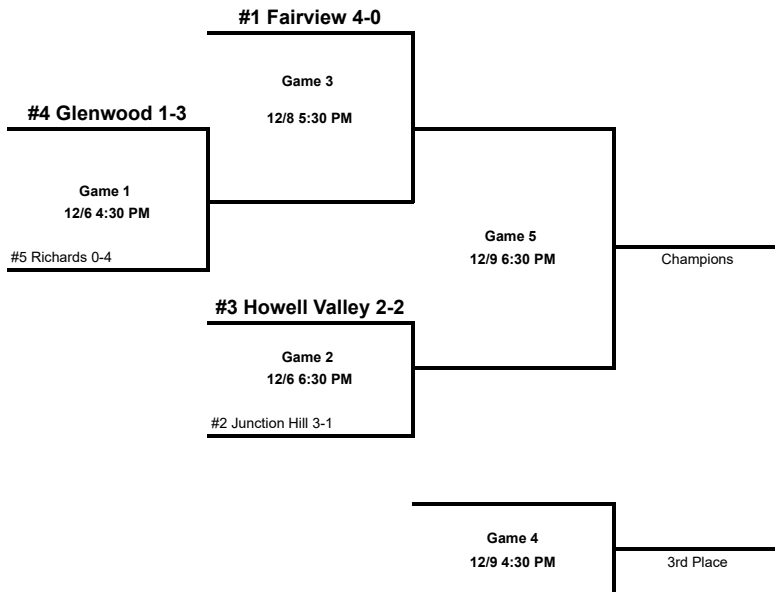 #1 Fairview 4-0
Game 3
12/8 5:30 PM
#4 Glenwood 1-3
Game 1
12/6 4:30 PM
#5 Richards 0-4
Game 5
12/9 6:30 PM
Champions
#3 Howell Valley 2-2
Game 2
12/6 6:30 PM
#2 Junction Hill 3-1
Game 4
12/9 4:30 PM
3rd Place